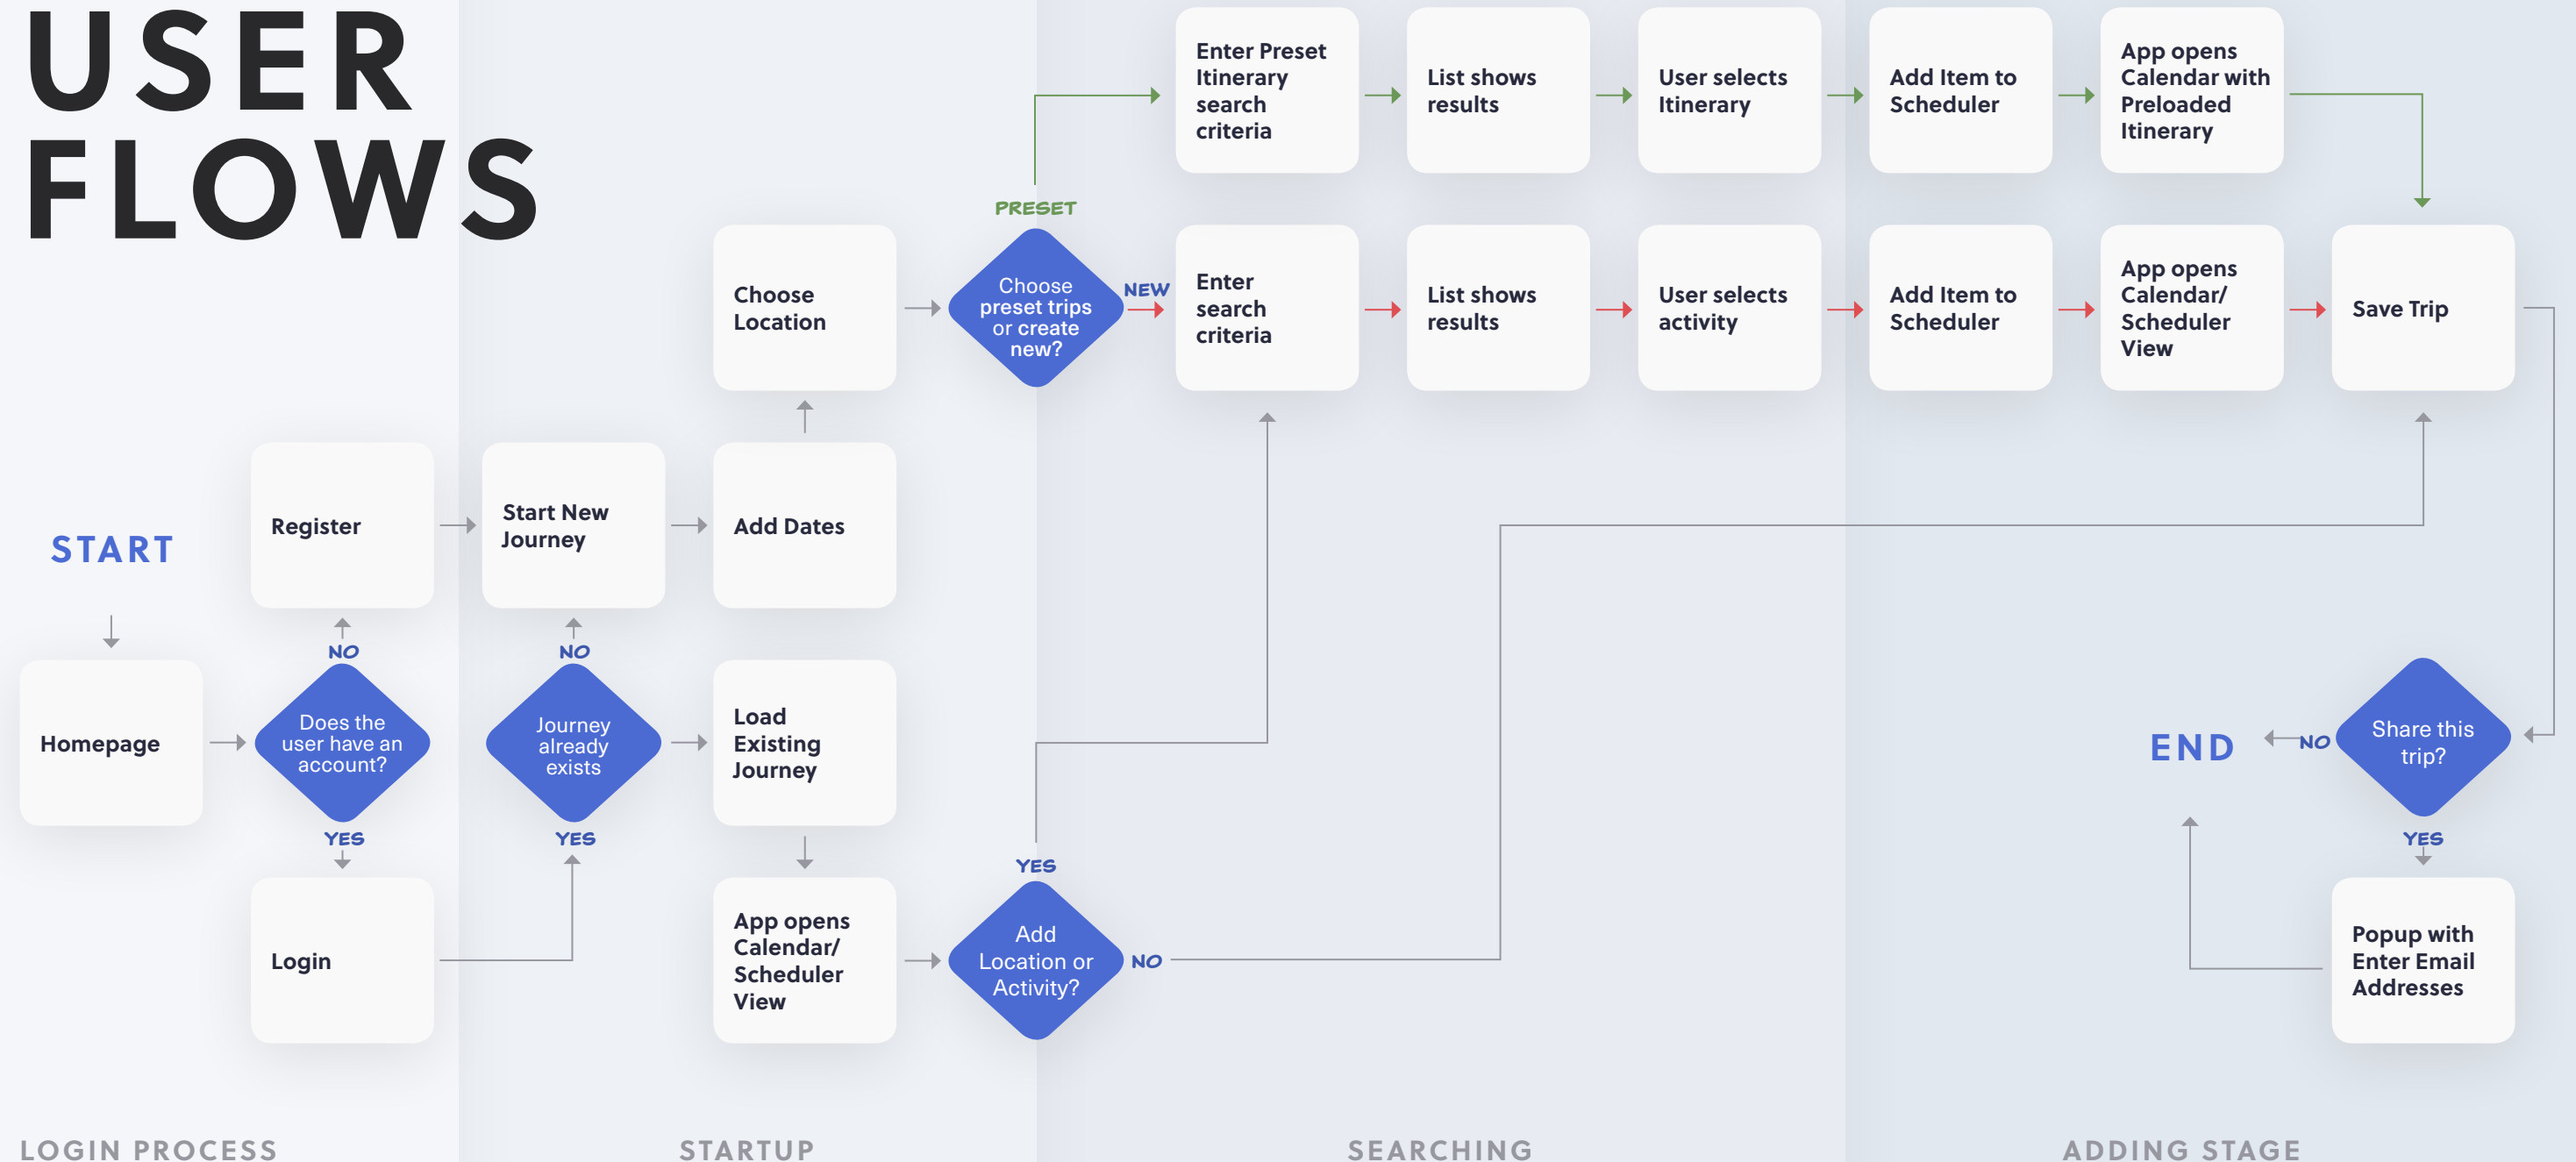 USER
FLOWS
Enter Preset
Itinerary
search
criteria
List shows
results
User selects
Itinerary
Add Item to
Scheduler
App opens
Calendar with
Preloaded
Itinerary
PRESET
Choose
Location
Choose
preset trips
or create
new?
NEW
Enter
search
criteria
List shows
results
User selects
activity
Add Item to
Scheduler
App opens
Calendar/
Scheduler
View
Save Trip
START
Register
Start New
Journey
Add Dates
NO
NO
Homepage
Does the
user have an
account?
Journey
already
exists
Load
Existing
Journey
END
NO
Share this
trip?
YES
YES
YES
YES
Login
App opens
Calendar/
Scheduler
View
Add
Location or
Activity?
NO
Popup with
Enter Email
Addresses
LOGIN PROCESS
STARTUP
SEARCHING
ADDING STAGE